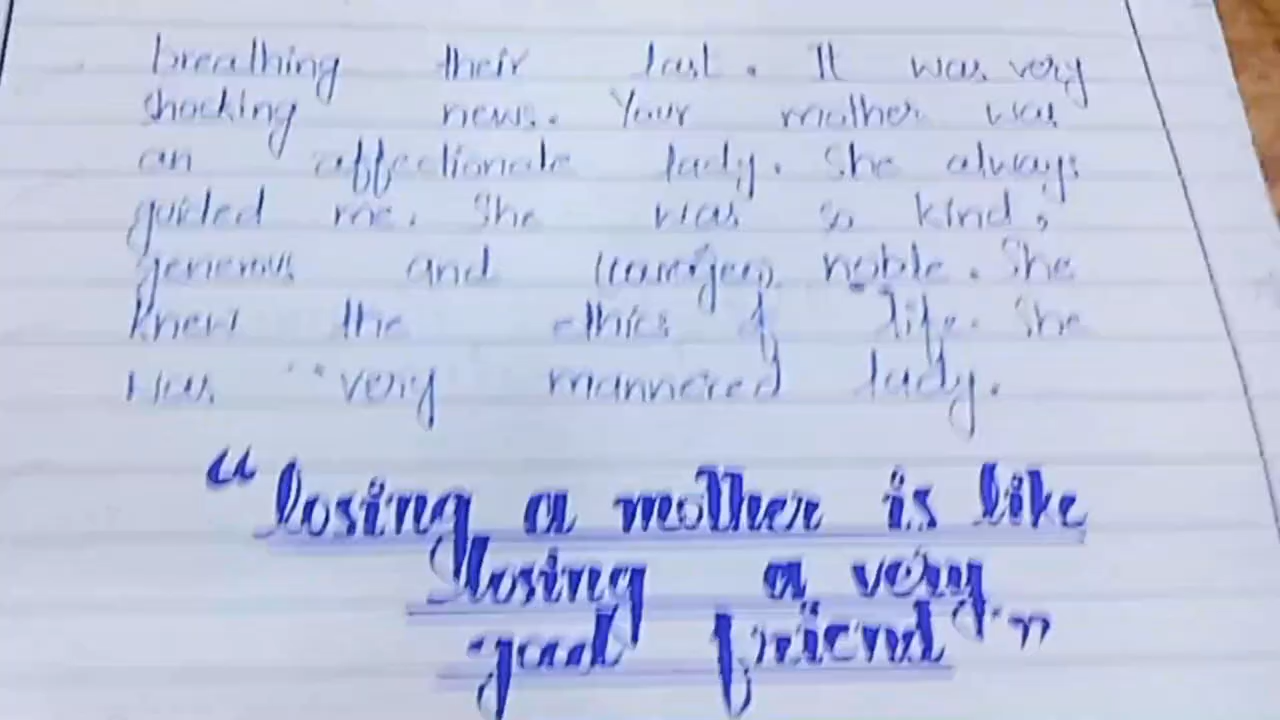 breathing their last. It was very
shocking news. Your mother was
an affectionate lady. She always
guided me. She was so kind,
generous and noble. She
knew the ethics of life. She
was very mannered lady.
"losing a mother is like
losing a very
good friend."